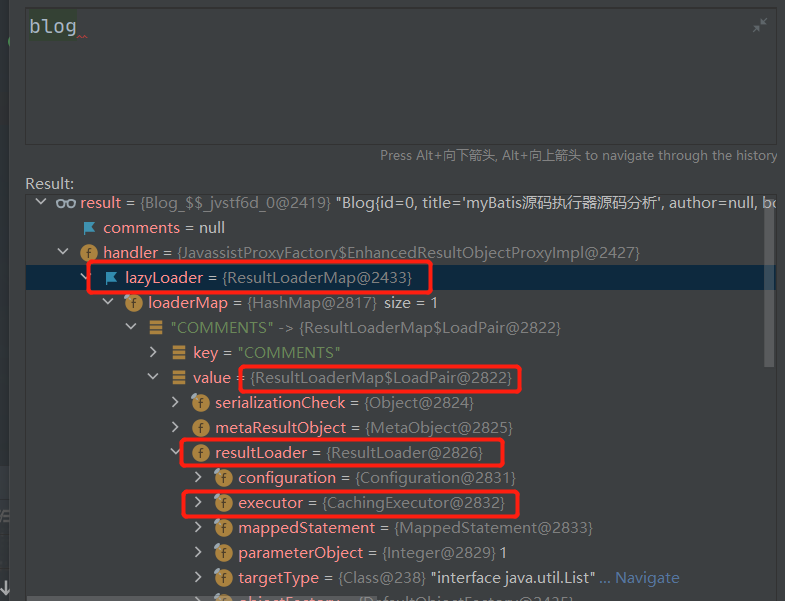 blog
Press Alt+向下箭头, Alt+向上箭头 to navigate through the history
Result:
result = {Blog_$$_jvstf6d_0@2419} "Blog{id=0, title='myBatis源码执行器源码分析', author=null, bo
comments = null
handler = {JavassistProxyFactory$EnhancedResultObjectProxyImpl@2427}
lazyLoader = {ResultLoaderMap@2433}
loaderMap = {HashMap@2817} size = 1
"COMMENTS" -> {ResultLoaderMap$LoadPair@2822}
key = "COMMENTS"
value = {ResultLoaderMap$LoadPair@2822}
serializationCheck = {Object@2824}
metaResultObject = {MetaObject@2825}
resultLoader = {ResultLoader@2826}
configuration = {Configuration@2831}
executor = {CachingExecutor@2832}
mappedStatement = {MappedStatement@2833}
parameterObject = {Integer@2829} 1
targetType = {Class@238} "interface java.util.List" ... Navigate